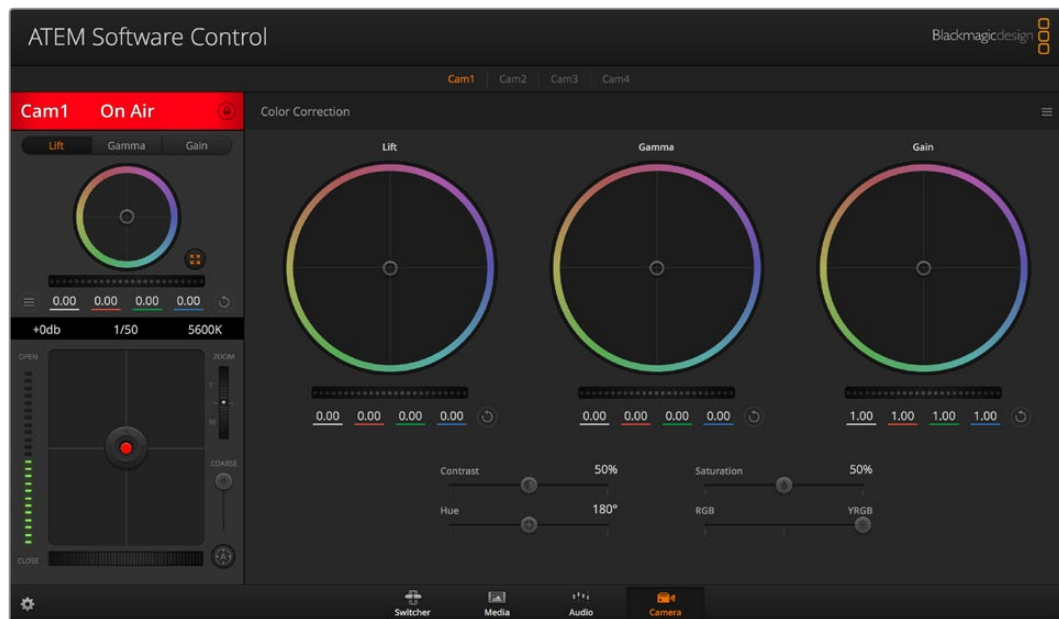 ATEM Software Control
Blackmagicdesign
Cam1 Cam2 Cam3 Cam4
Cam1 On Air
Color Correction
Lift Gamma Gain
Lift Gamma Gain
0.00 0.00 0.00 0.00
+0db 1/50 5600K
OPEN
ZOOM
T
W
COARSE
A
CLOSE
0.00 0.00 0.00 0.00
0.00 0.00 0.00 0.00
1.00 1.00 1.00 1.00
Contrast 50%
Saturation 50%
Hue 180°
RGB YRGB
Switcher Media Audio Camera